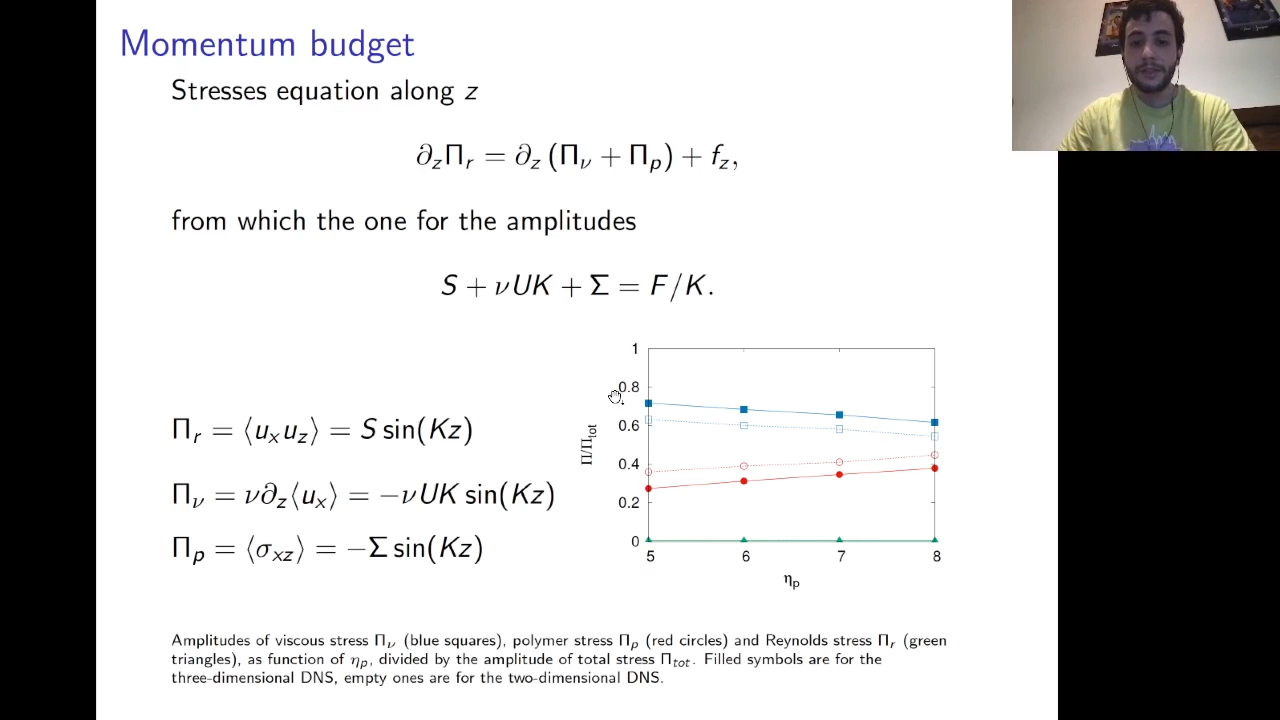 Momentum budget
Stresses equation along z
∂zΠr = ∂z (Πν + Πp) + fz,
from which the one for the amplitudes
S + νUK + Σ = F/K.
Πr = ⟨uxuz⟩ = S sin(Kz)
Πν = ν∂z⟨ux⟩ = −νUK sin(Kz)
Πp = ⟨σxz⟩ = −Σ sin(Kz)
Π/Πtot
1
0.8
0.6
0.4
0.2
0
5 6 7 8
ηp
Amplitudes of viscous stress Πν (blue squares), polymer stress Πp (red circles) and Reynolds stress Πr (green
triangles), as function of ηp, divided by the amplitude of total stress Πtot. Filled symbols are for the
three-dimensional DNS, empty ones are for the two-dimensional DNS.